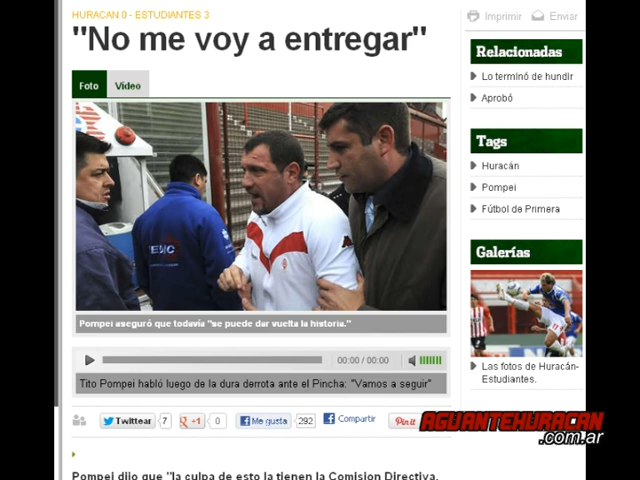 HURACAN 0 - ESTUDIANTES 3
"No me voy a entregar"
Foto
Vídeo
Pompei aseguró que todavía "se puede dar vuelta la historia."
00:00 / 00:00
Tito Pompei habló luego de la dura derrota ante el Pincha: "Vamos a seguir"
Twittear
7
+1
0
Me gusta
292
Compartir
Pin it
Pompei dijo que "la culpa de esto la tienen la Comision Directiva,
Imprimir
Enviar
Relacionadas
Lo terminó de hundir
Aprobó
Tags
Huracán
Pompei
Fútbol de Primera
Galerías
Las fotos de Huracán-
Estudiantes.
AGUANTEHURACAN
.com.ar